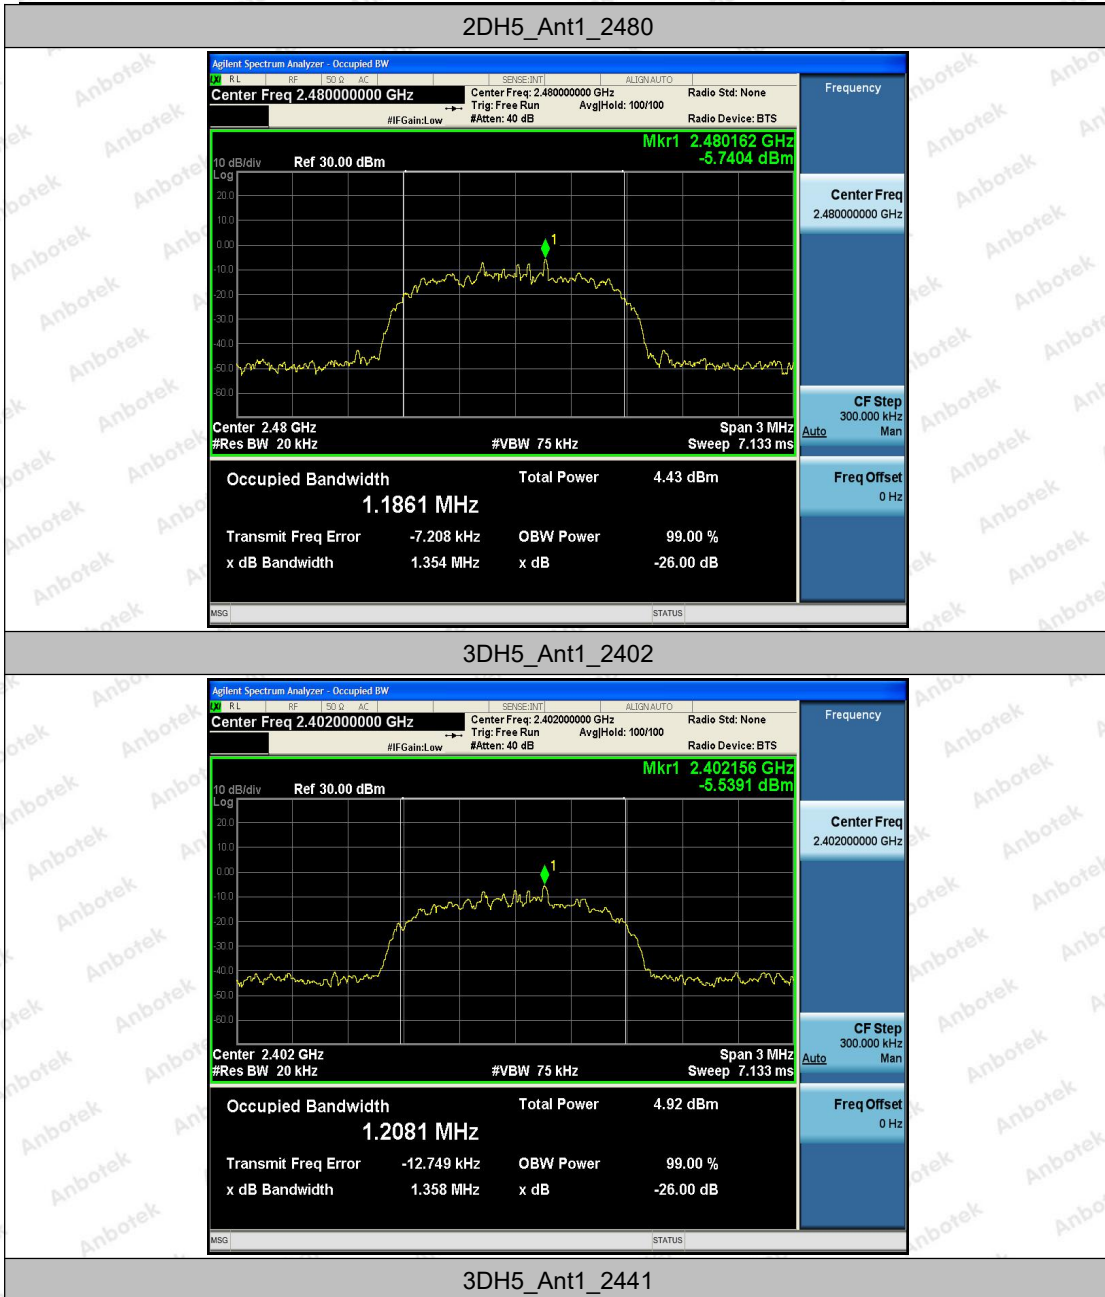 2DH5_Ant1_2480
Agilent Spectrum Analyzer - Occupied BW
LXI RL RF 50 Ω AC SENSE:INT ALIGNAUTO
Center Freq 2.480000000 GHz
Center Freq: 2.480000000 GHz
Radio Std: None
Trig: Free Run Avg|Hold: 100/100
#IFGain:Low #Atten: 40 dB Radio Device: BTS
Frequency
Mkr1 2.480162 GHz
-5.7404 dBm
10 dB/div Ref 30.00 dBm
Log
20.0
10.0
0.00
-10.0
-20.0
-30.0
-40.0
-50.0
-60.0
1
Center 2.48 GHz Span 3 MHz
#Res BW 20 kHz #VBW 75 kHz Sweep 7.133 ms
Center Freq
2.480000000 GHz
CF Step
300.000 kHz
Auto Man
Freq Offset
0 Hz
Occupied Bandwidth Total Power 4.43 dBm
1.1861 MHz
Transmit Freq Error -7.208 kHz OBW Power 99.00 %
x dB Bandwidth 1.354 MHz x dB -26.00 dB
MSG STATUS
3DH5_Ant1_2402
Agilent Spectrum Analyzer - Occupied BW
LXI RL RF 50 Ω AC SENSE:INT ALIGNAUTO
Center Freq 2.402000000 GHz
Center Freq: 2.402000000 GHz
Radio Std: None
Trig: Free Run Avg|Hold: 100/100
#IFGain:Low #Atten: 40 dB Radio Device: BTS
Frequency
Mkr1 2.402156 GHz
-5.5391 dBm
10 dB/div Ref 30.00 dBm
Log
20.0
10.0
0.00
-10.0
-20.0
-30.0
-40.0
-50.0
-60.0
1
Center 2.402 GHz Span 3 MHz
#Res BW 20 kHz #VBW 75 kHz Sweep 7.133 ms
Center Freq
2.402000000 GHz
CF Step
300.000 kHz
Auto Man
Freq Offset
0 Hz
Occupied Bandwidth Total Power 4.92 dBm
1.2081 MHz
Transmit Freq Error -12.749 kHz OBW Power 99.00 %
x dB Bandwidth 1.358 MHz x dB -26.00 dB
MSG STATUS
3DH5_Ant1_2441